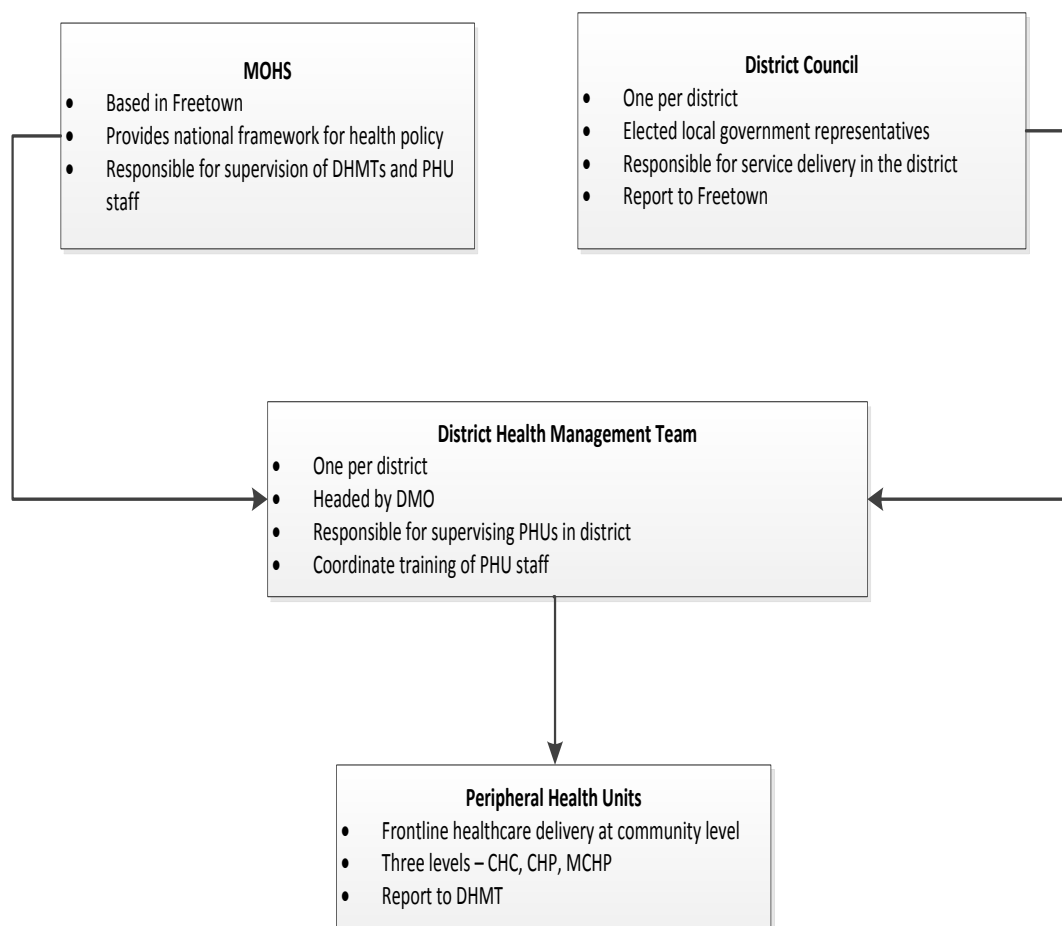 MOHS
• Based in Freetown
• Provides national framework for health policy
• Responsible for supervision of DHMTs and PHU
staff
District Council
• One per district
• Elected local government representatives
• Responsible for service delivery in the district
• Report to Freetown
District Health Management Team
• One per district
• Headed by DMO
• Responsible for supervising PHUs in district
• Coordinate training of PHU staff
Peripheral Health Units
• Frontline healthcare delivery at community level
• Three levels – CHC, CHP, MCHP
• Report to DHMT